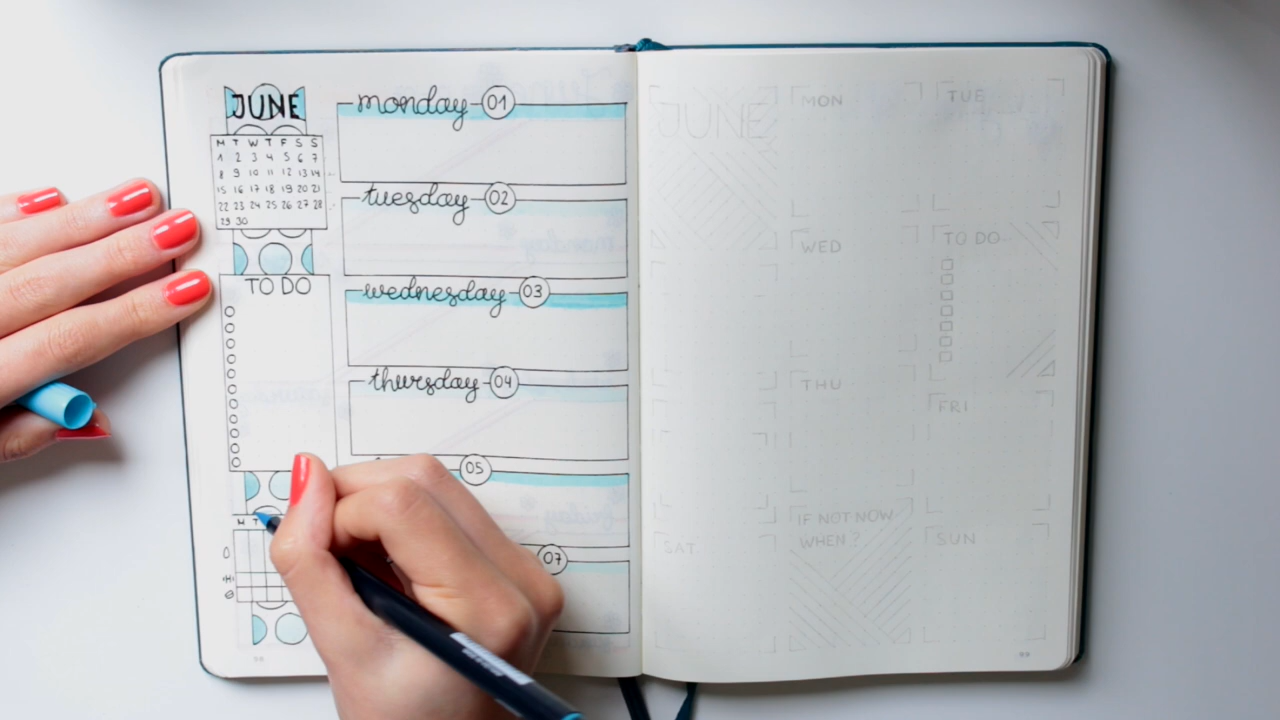 JUNE
M T W T F S S
1 2 3 4 5 6 7
8 9 10 11 12 13 14
15 16 17 18 19 20 21
22 23 24 25 26 27 28
29 30
TO DO
M T
monday 01
tuesday 02
wednesday 03
thursday 04
05
07
JUNE
MON
TUE
WED
TO DO
THU
FRI
IF NOT NOW
WHEN?
SAT
SUN